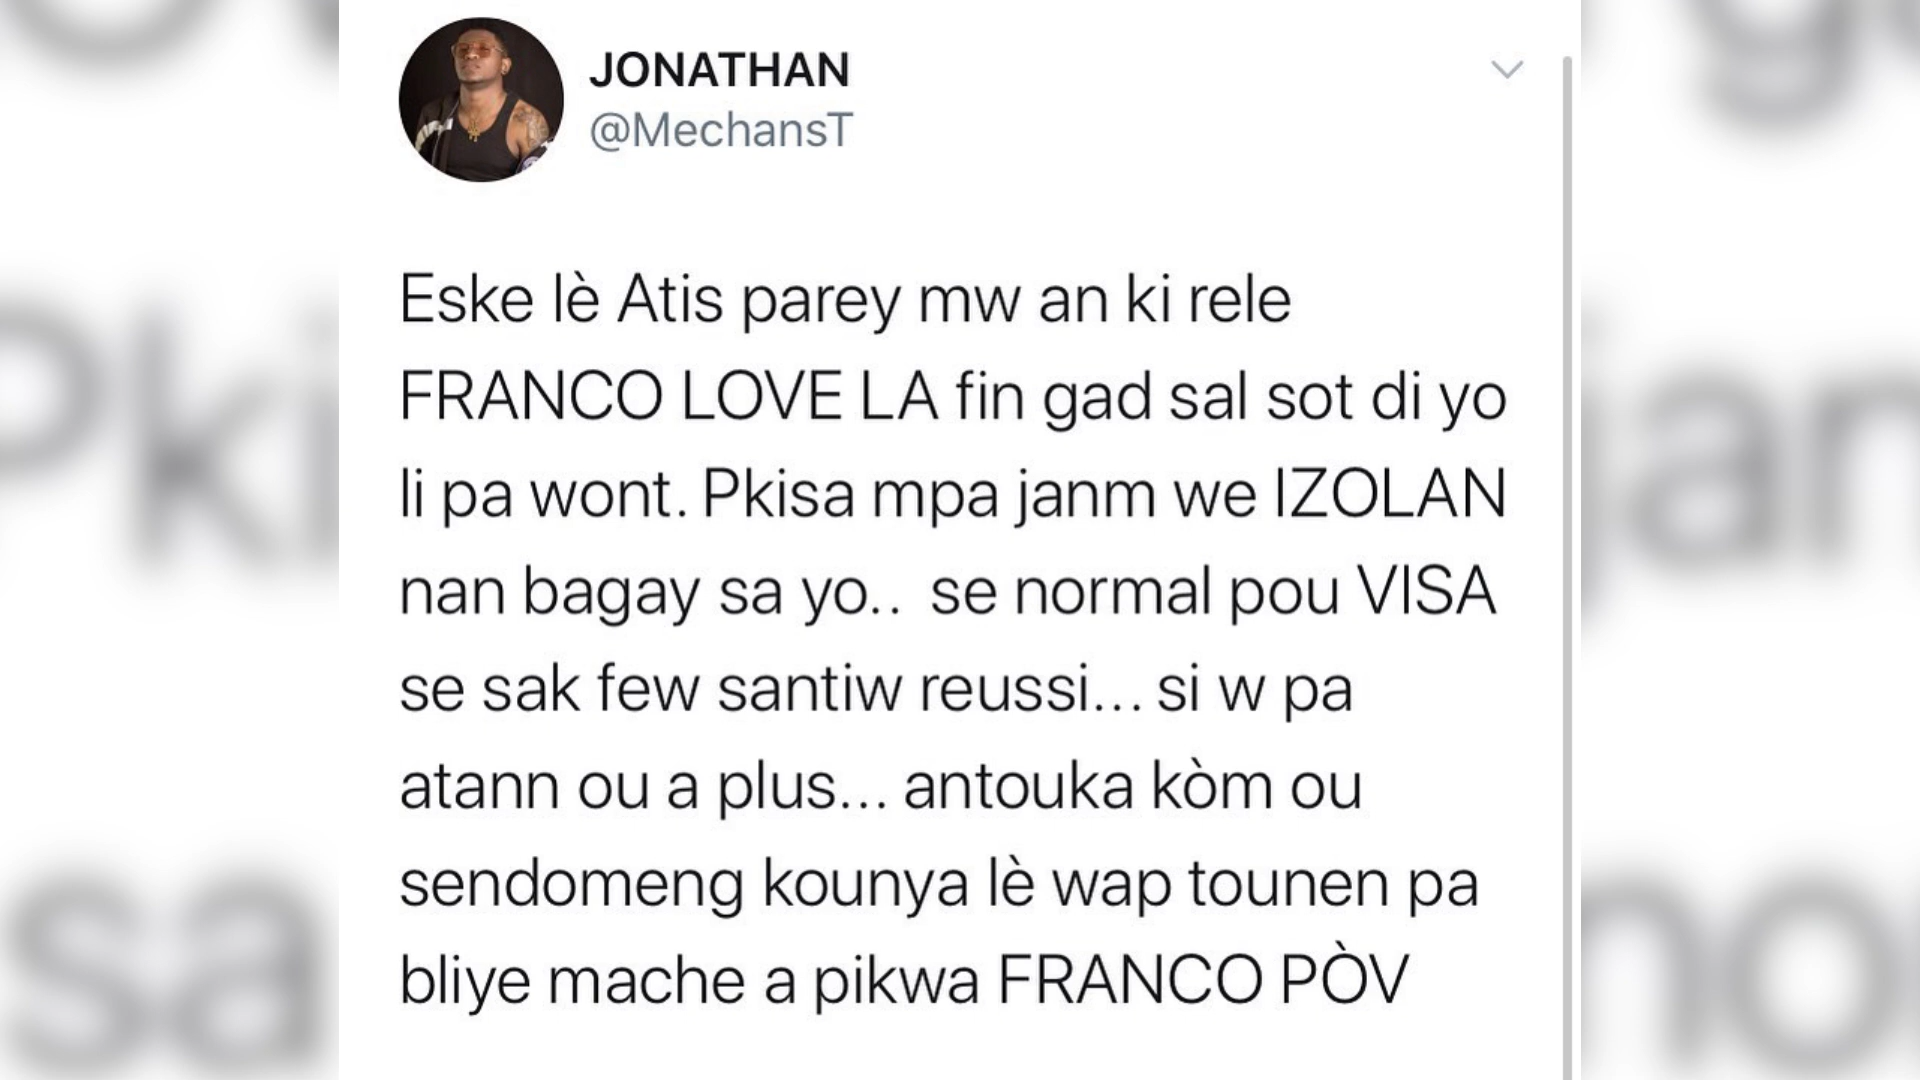 JONATHAN
@MechansT
Eske lè Atis parey mw an ki rele
FRANCO LOVE LA fin gad sal sot di yo
li pa wont. Pkisa mpa janm we IZOLAN
nan bagay sa yo..  se normal pou VISA
se sak few santiw reussi... si w pa
atann ou a plus... antouka kòm ou
sendomeng kounya lè wap tounen pa
bliye mache a pikwa FRANCO PÒV